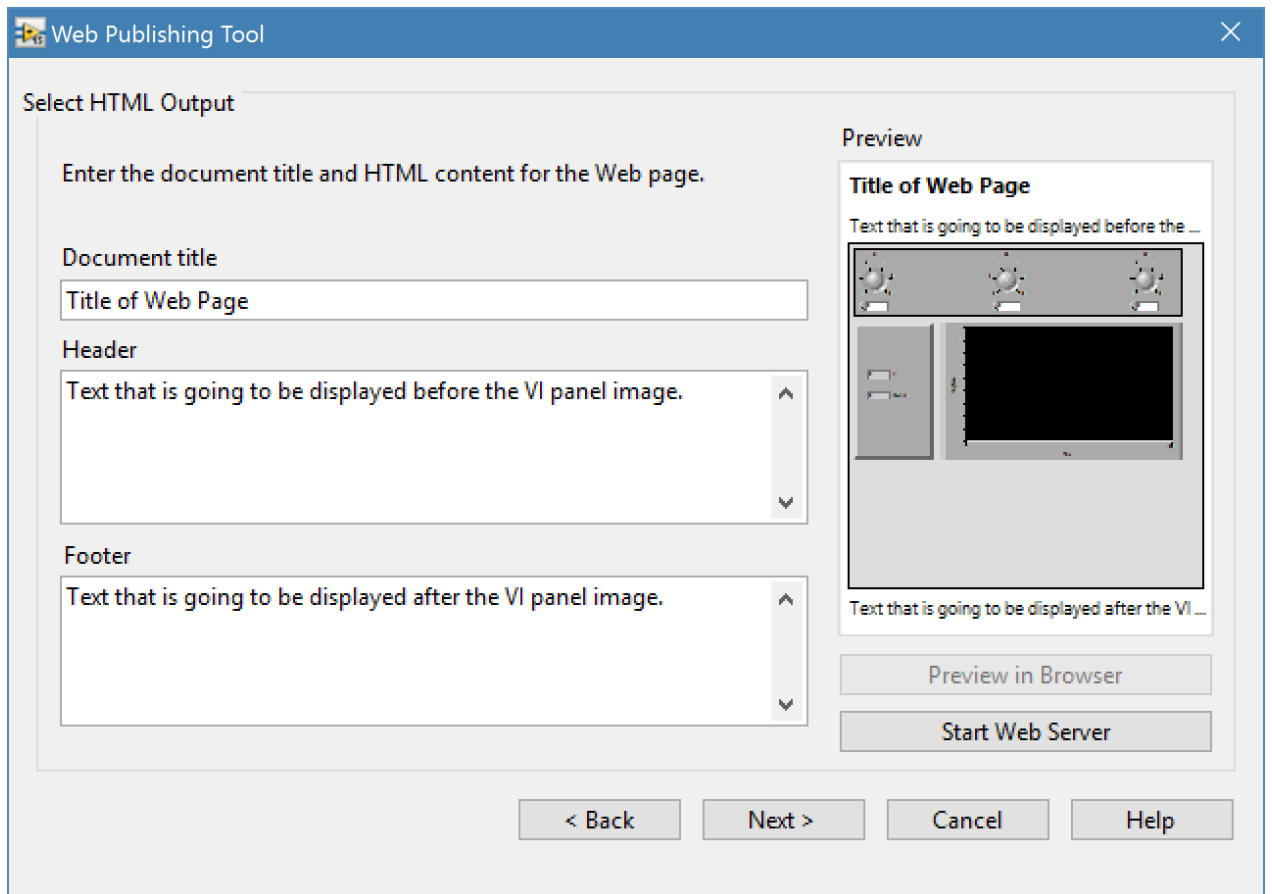 Web Publishing Tool
Select HTML Output
Enter the document title and HTML content for the Web page.
Document title
Title of Web Page
Header
Text that is going to be displayed before the VI panel image.
Footer
Text that is going to be displayed after the VI panel image.
Preview
Title of Web Page
Text that is going to be displayed before the ...
Text that is going to be displayed after the VI ...
Preview in Browser
Start Web Server
< Back
Next >
Cancel
Help